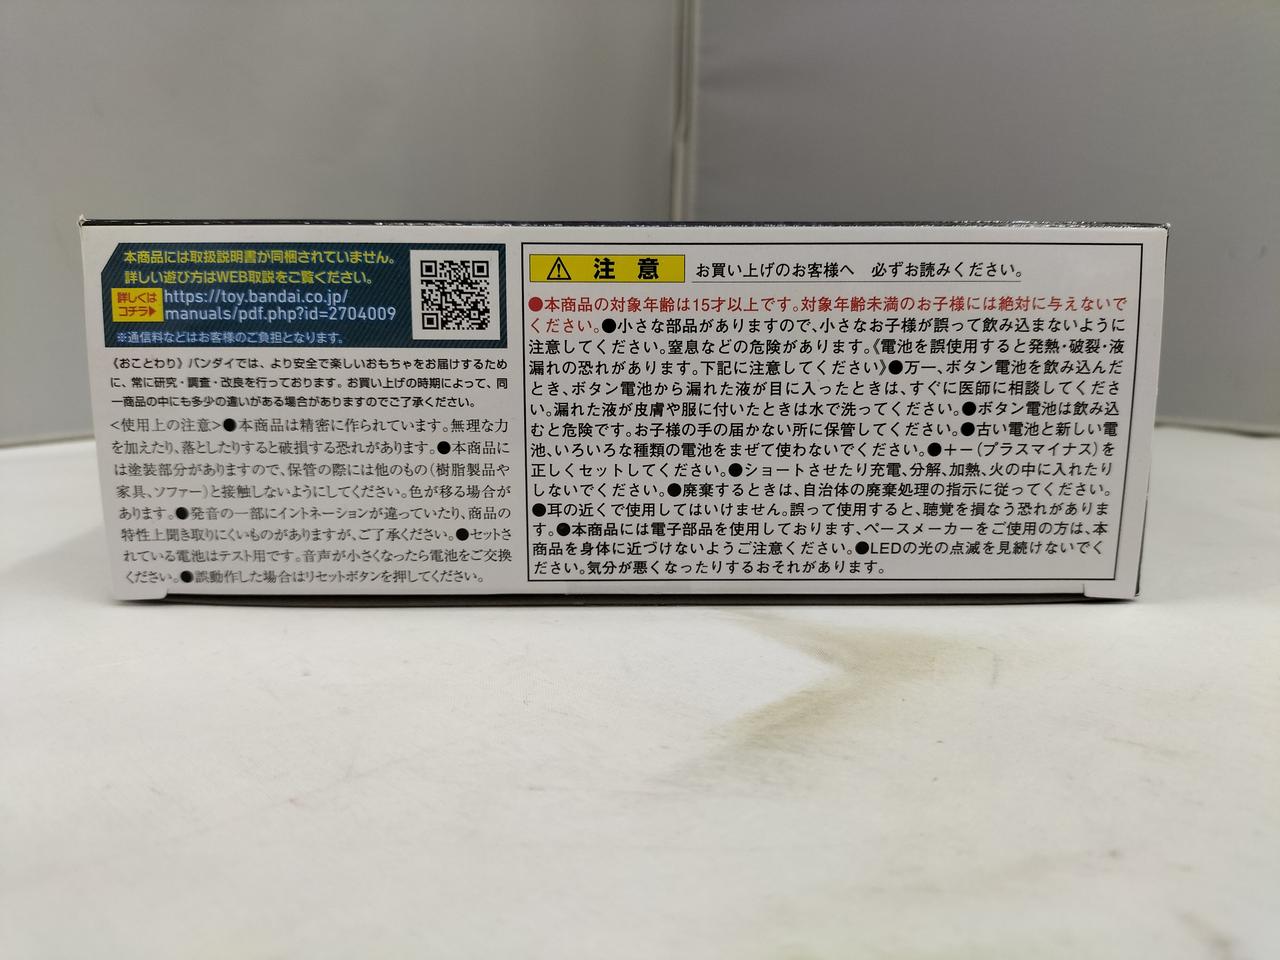 本商品には取扱説明書が同梱されていません。
詳しい遊び方はWEB取説をご覧ください。
詳しくは
コチラ▶
https://toy.bandai.co.jp/
manuals/pdf.php?id=2704009
※通信料などはお客様のご負担となります。
《おことわり》バンダイでは、より安全で楽しいおもちゃをお届けするため
に、常に研究・調査・改良を行っております。お買い上げの時期によって、同
一商品の中にも多少の違いがある場合がありますのでご了承ください。
<使用上の注意>●本商品は精密に作られています。無理な力
を加えたり、落としたりすると破損する恐れがあります。●本商品に
は塗装部分がありますので、保管の際には他のもの(樹脂製品や
家具、ソファー)と接触しないようにしてください。色が移る場合が
あります。●発音の一部にイントネーションが違っていたり、商品の
特性上聞き取りにくいものがありますが、ご了承ください。●セットさ
れている電池はテスト用です。音声が小さくなったら電池をご交換
ください。●誤動作した場合はリセットボタンを押してください。
⚠ 注意 お買い上げのお客様へ 必ずお読みください。
●本商品の対象年齢は15才以上です。対象年齢未満のお子様には絶対に与えないで
ください。●小さな部品がありますので、小さなお子様が誤って飲み込まないように
注意してください。窒息などの危険があります。《電池を誤使用すると発熱・破裂・液
漏れの恐れがあります。下記に注意してください》●万一、ボタン電池を飲み込んだ
とき、ボタン電池から漏れた液が目に入ったときは、すぐに医師に相談してくださ
い。漏れた液が皮膚や服に付いたときは水で洗ってください。●ボタン電池は飲み込
むと危険です。お子様の手の届かない所に保管してください。●古い電池と新しい電
池、いろいろな種類の電池をまぜて使わないでください。●+-(プラスマイナス)を
正しくセットしてください。●ショートさせたり充電、分解、加熱、火の中に入れたり
しないでください。●廃棄するときは、自治体の廃棄処理の指示に従ってください。
●耳の近くで使用してはいけません。誤って使用すると、聴覚を損なう恐れがありま
す。●本商品には電子部品を使用しております、ペースメーカーをご使用の方は、本
商品を身体に近づけないようご注意ください。●LEDの光の点滅を見続けないでく
ださい。気分が悪くなったりするおそれがあります。